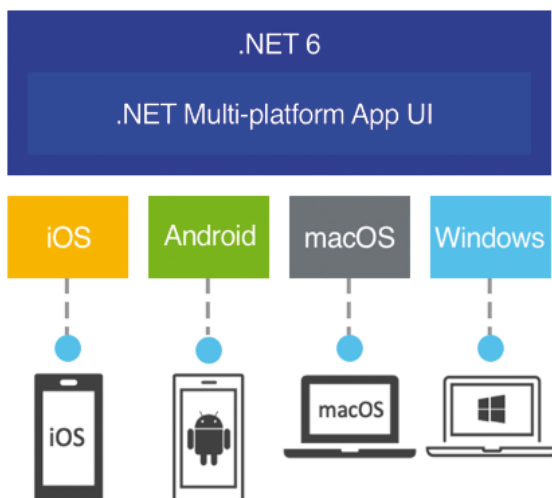 .NET 6
.NET Multi-platform App UI
iOS
Android
macOS
Windows
iOS
macOS